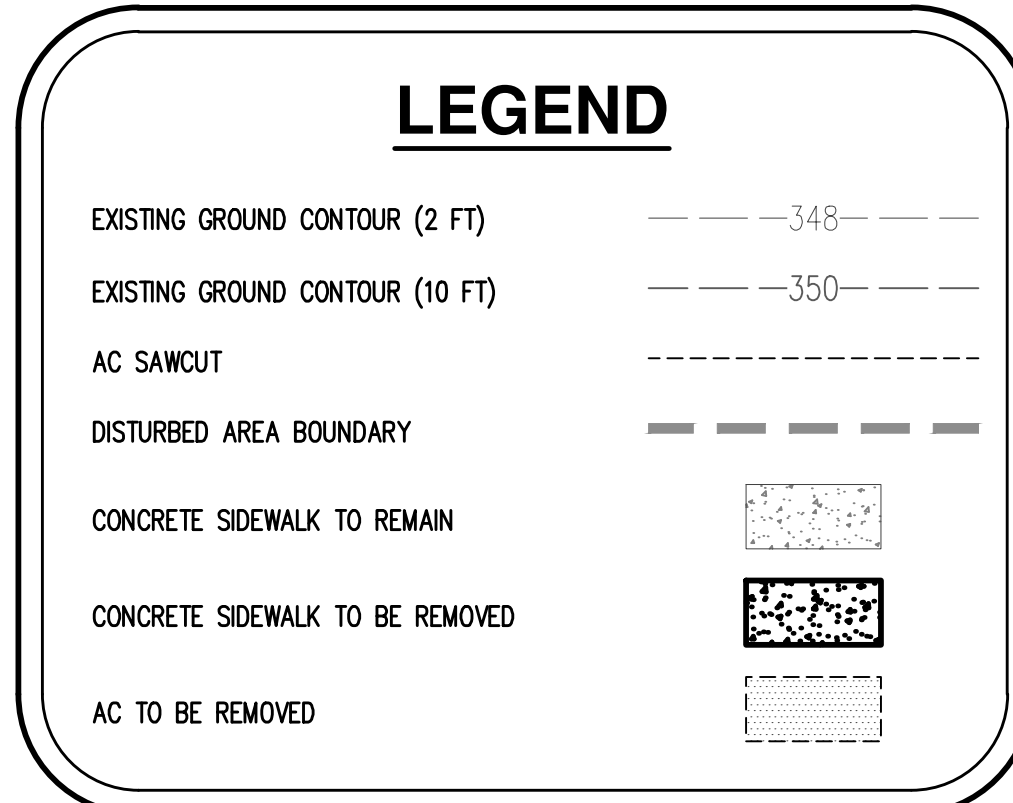 LEGEND
EXISTING GROUND CONTOUR (2 FT) 348
EXISTING GROUND CONTOUR (10 FT) 350
AC SAWCUT
DISTURBED AREA BOUNDARY
CONCRETE SIDEWALK TO REMAIN
CONCRETE SIDEWALK TO BE REMOVED
AC TO BE REMOVED